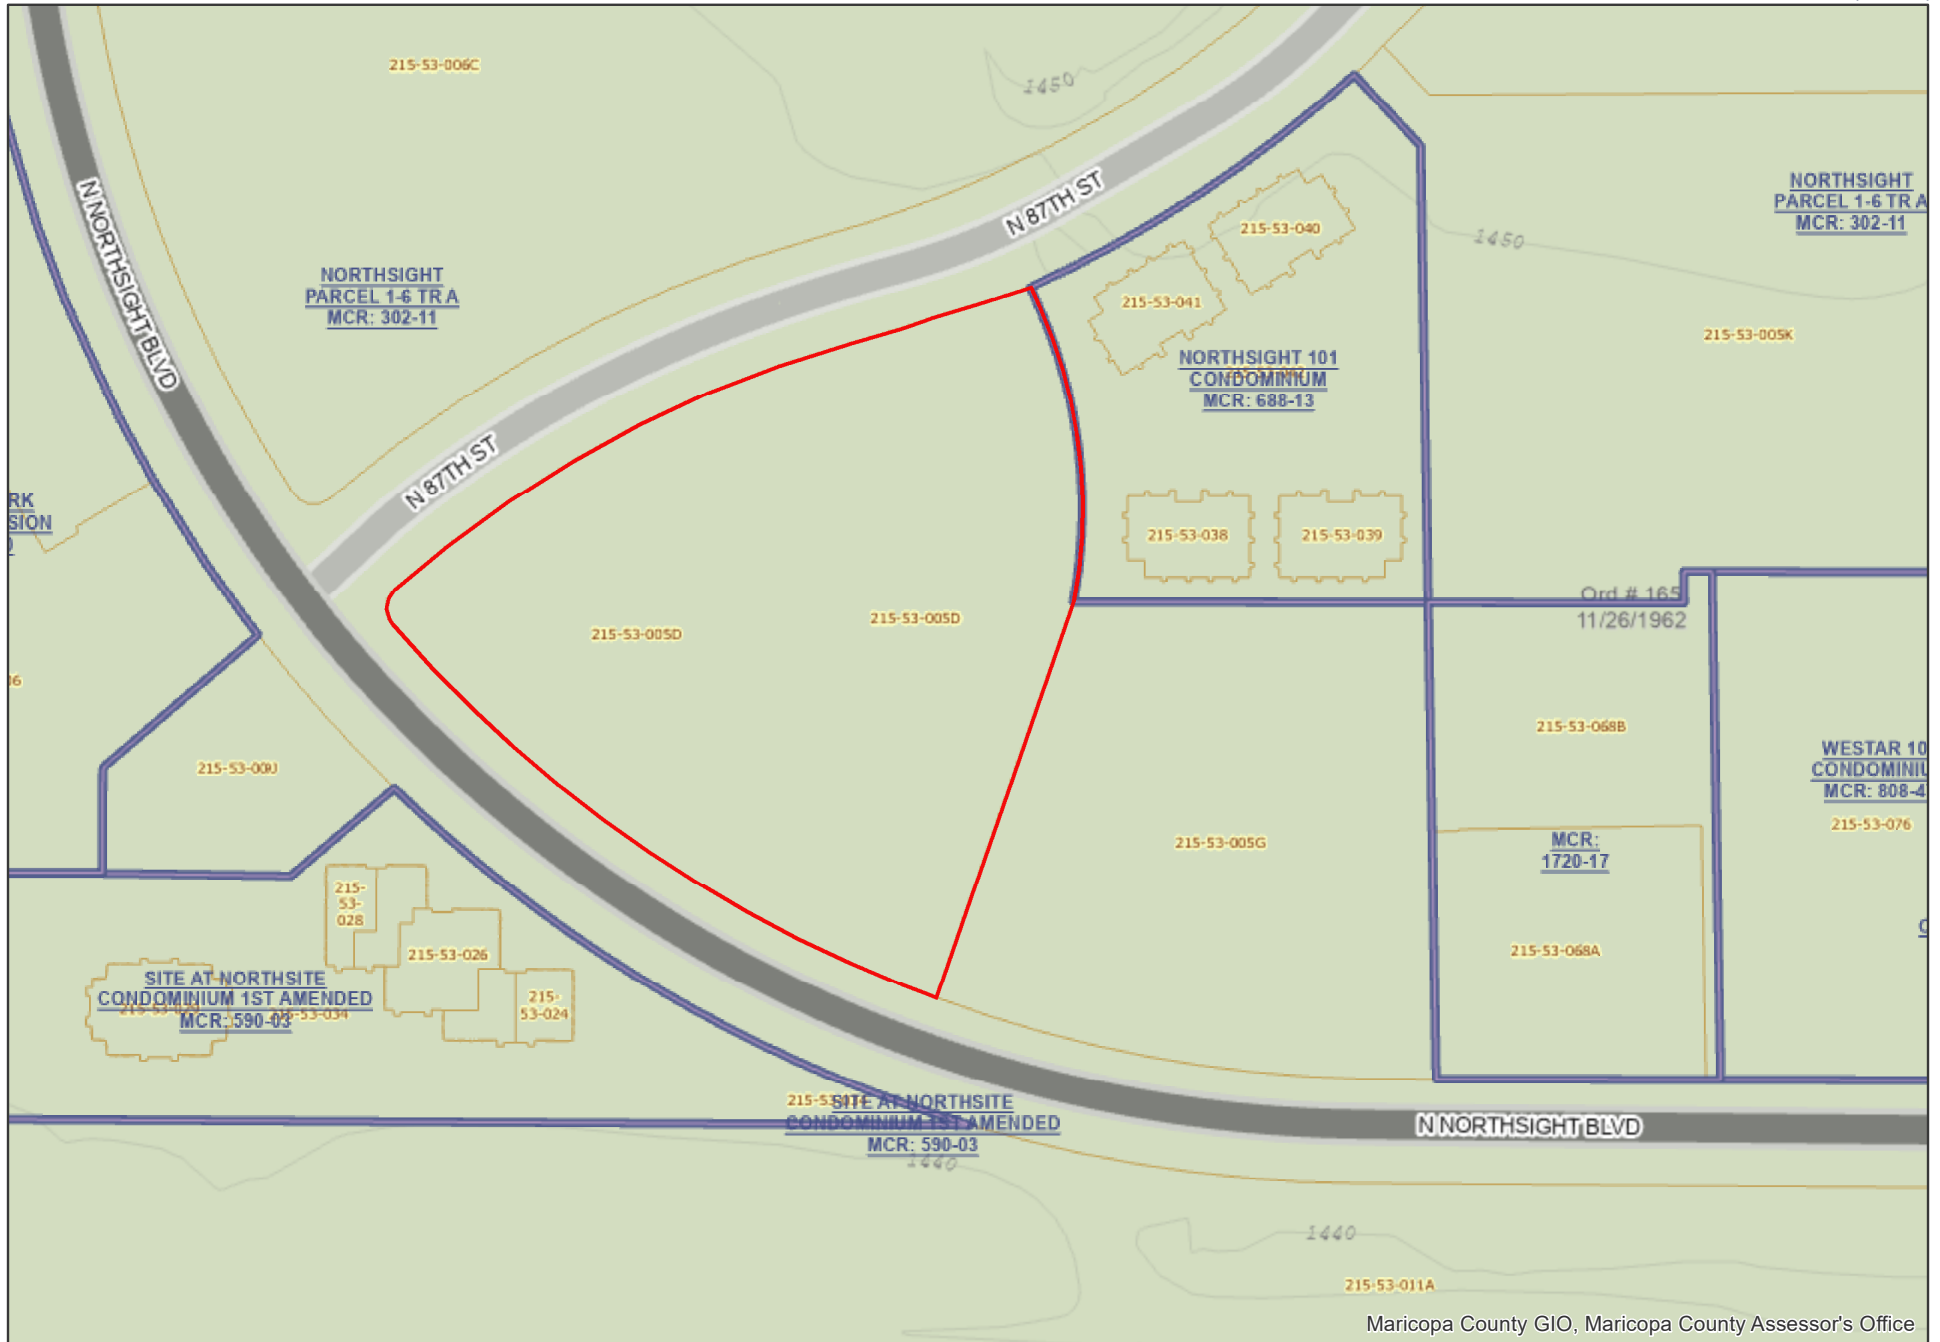 215-53-006C
1450
N 87TH ST
N NORTHSIGHT BLVD
NORTHSIGHT
PARCEL 1-6 TR A
MCR: 302-11
NORTHSIGHT
PARCEL 1-6 TR A
MCR: 302-11
215-53-040
1450
215-53-041
215-53-005K
NORTHSIGHT 101
CONDOMINIUM
MCR: 688-13
N 87TH ST
RK
SION
215-53-038
215-53-039
Ord # 165
11/26/1962
215-53-005D
215-53-005D
215-53-068B
WESTAR 10
CONDOMINIU
MCR: 808-4
215-53-076
215-53-005G
MCR:
1720-17
215-
53-
028
215-53-026
215-53-068A
SITE AT NORTHSITE
CONDOMINIUM 1ST AMENDED
MCR: 590-03
215-
53-024
SITE AT NORTHSITE
CONDOMINIUM 1ST AMENDED
MCR: 590-03
N NORTHSIGHT BLVD
1440
1440
215-53-011A
Maricopa County GIO, Maricopa County Assessor's Office